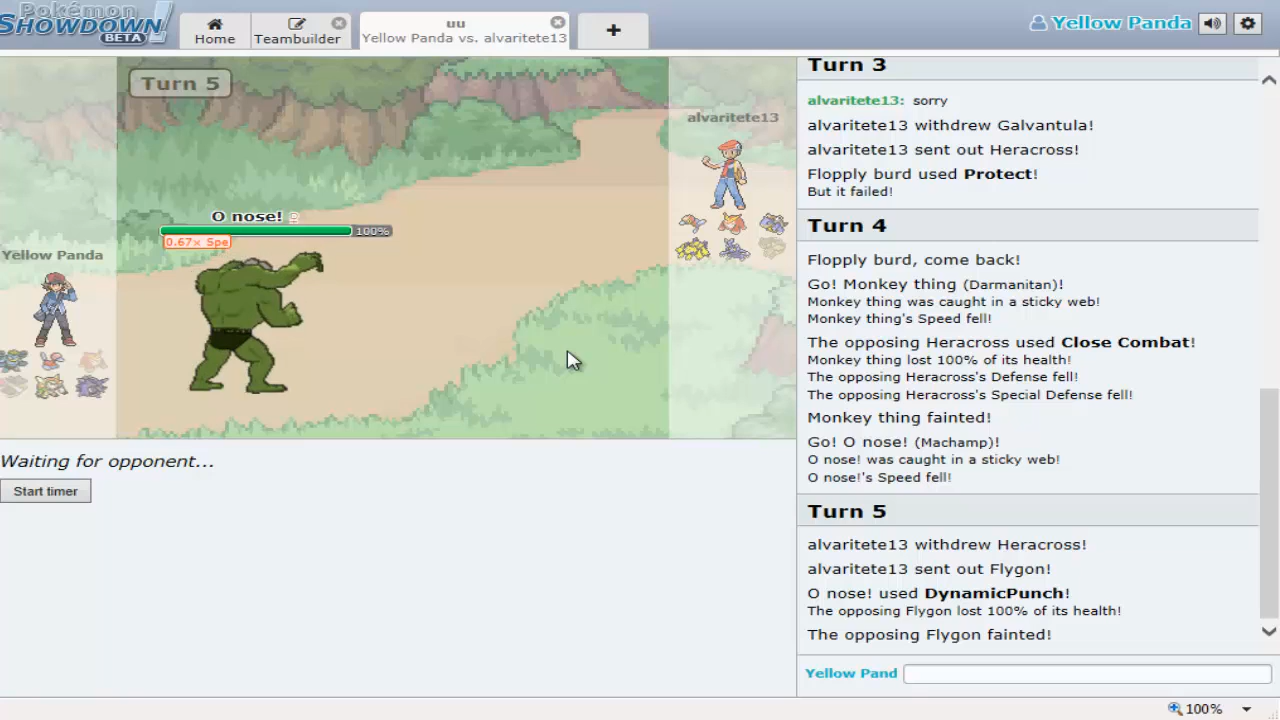 Pokémon
SHOWDOWN!
BETA
Home
Teambuilder
uu
Yellow Panda vs. alvaritete13
+
Yellow Panda
Turn 5
alvaritete13
O nose! ♀
100%
0.67× Spe
Yellow Panda
Waiting for opponent...
Start timer
Turn 3
alvaritete13: sorry
alvaritete13 withdrew Galvantula!
alvaritete13 sent out Heracross!
Flopply burd used Protect!
But it failed!
Turn 4
Flopply burd, come back!
Go! Monkey thing (Darmanitan)!
Monkey thing was caught in a sticky web!
Monkey thing's Speed fell!
The opposing Heracross used Close Combat!
Monkey thing lost 100% of its health!
The opposing Heracross's Defense fell!
The opposing Heracross's Special Defense fell!
Monkey thing fainted!
Go! O nose! (Machamp)!
O nose! was caught in a sticky web!
O nose!'s Speed fell!
Turn 5
alvaritete13 withdrew Heracross!
alvaritete13 sent out Flygon!
O nose! used DynamicPunch!
The opposing Flygon lost 100% of its health!
The opposing Flygon fainted!
Yellow Pand
100%